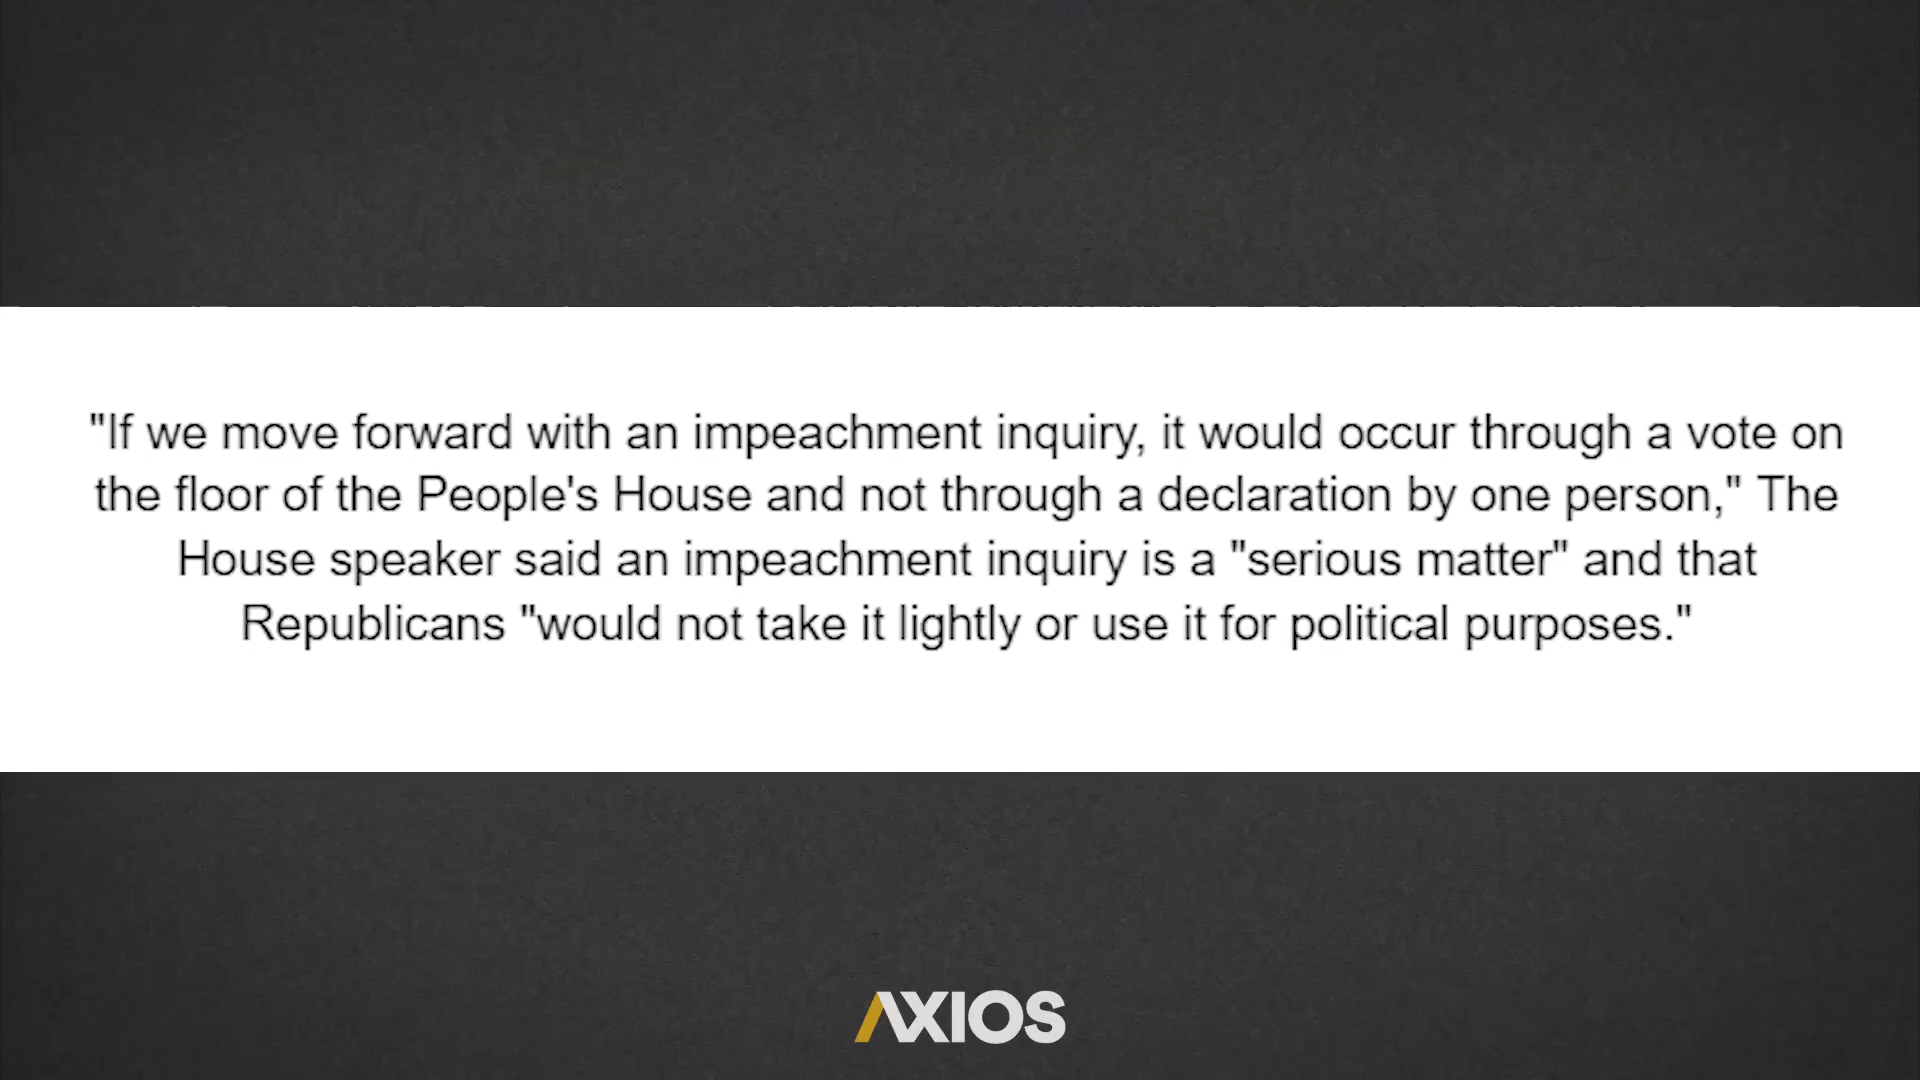 "If we move forward with an impeachment inquiry, it would occur through a vote on
the floor of the People's House and not through a declaration by one person," The
House speaker said an impeachment inquiry is a "serious matter" and that
Republicans "would not take it lightly or use it for political purposes."
AXIOS